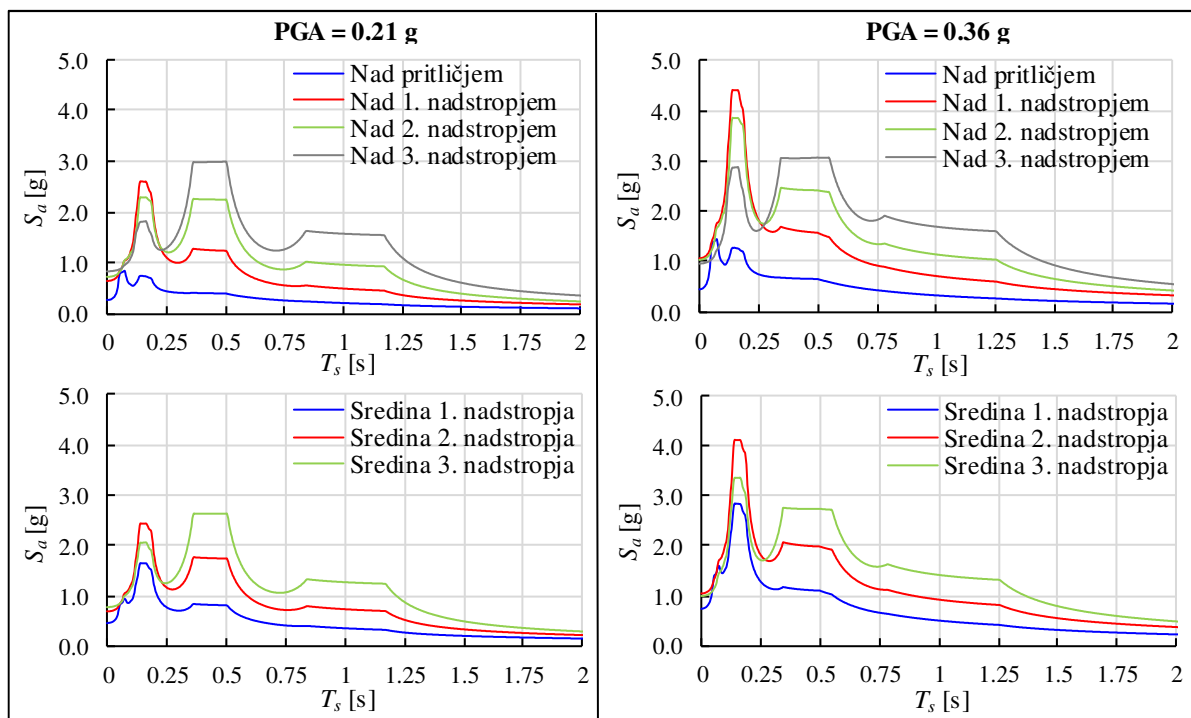 PGA = 0.21 g
5.0
4.0
3.0
2.0
1.0
0.0
Sa [g]
Nad pritličjem
Nad 1. nadstropjem
Nad 2. nadstropjem
Nad 3. nadstropjem
0 0.25 0.5 0.75 1 1.25 1.5 1.75 2
Ts [s]
5.0
4.0
3.0
2.0
1.0
0.0
Sa [g]
Sredina 1. nadstropja
Sredina 2. nadstropja
Sredina 3. nadstropja
0 0.25 0.5 0.75 1 1.25 1.5 1.75 2
Ts [s]
PGA = 0.36 g
5.0
4.0
3.0
2.0
1.0
0.0
Sa [g]
Nad pritličjem
Nad 1. nadstropjem
Nad 2. nadstropjem
Nad 3. nadstropjem
0 0.25 0.5 0.75 1 1.25 1.5 1.75 2
Ts [s]
5.0
4.0
3.0
2.0
1.0
0.0
Sa [g]
Sredina 1. nadstropja
Sredina 2. nadstropja
Sredina 3. nadstropja
0 0.25 0.5 0.75 1 1.25 1.5 1.75 2
Ts [s]